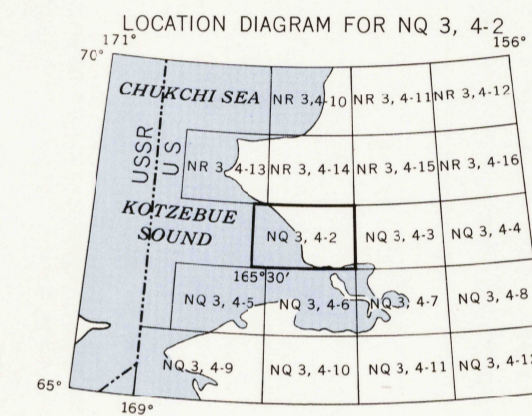 LOCATION DIAGRAM FOR NQ 3, 4-2
171° 156°
70°
CHUKCHI SEA NR 3,4-10 NR 3, 4-11 NR 3, 4-12
USSR
US
NR 3, 4-13 NR 3, 4-14 NR 3, 4-15 NR 3, 4-16
KOTZEBUE
SOUND
NQ 3, 4-2 NQ 3, 4-3 NQ 3, 4-4
165°30'
NQ 3, 4-5 NQ 3, 4-6 NQ 3, 4-7 NQ 3, 4-8
NQ 3, 4-9 NQ 3, 4-10 NQ 3, 4-11
65°
169°